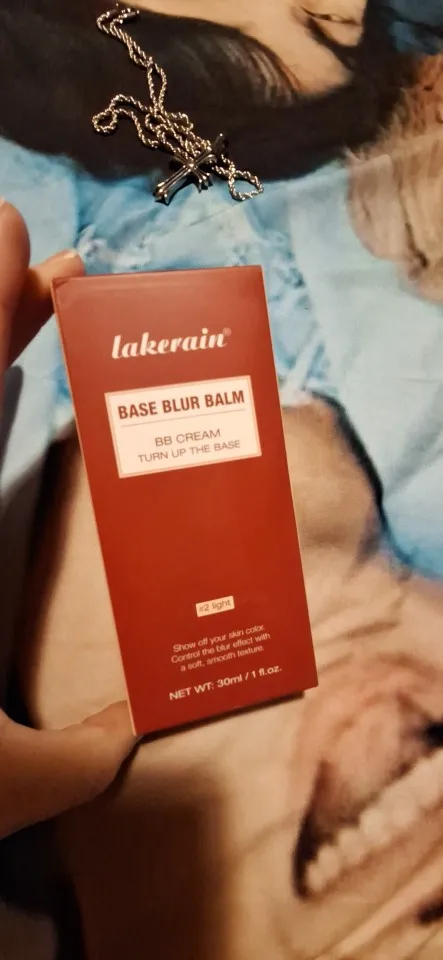 lakerain®
BASE BLUR BALM
BB CREAM
TURN UP THE BASE
#2 light
Show off your skin color.
Control the blur effect with
a soft, smooth texture.
NET WT: 30ml / 1 fl.oz.